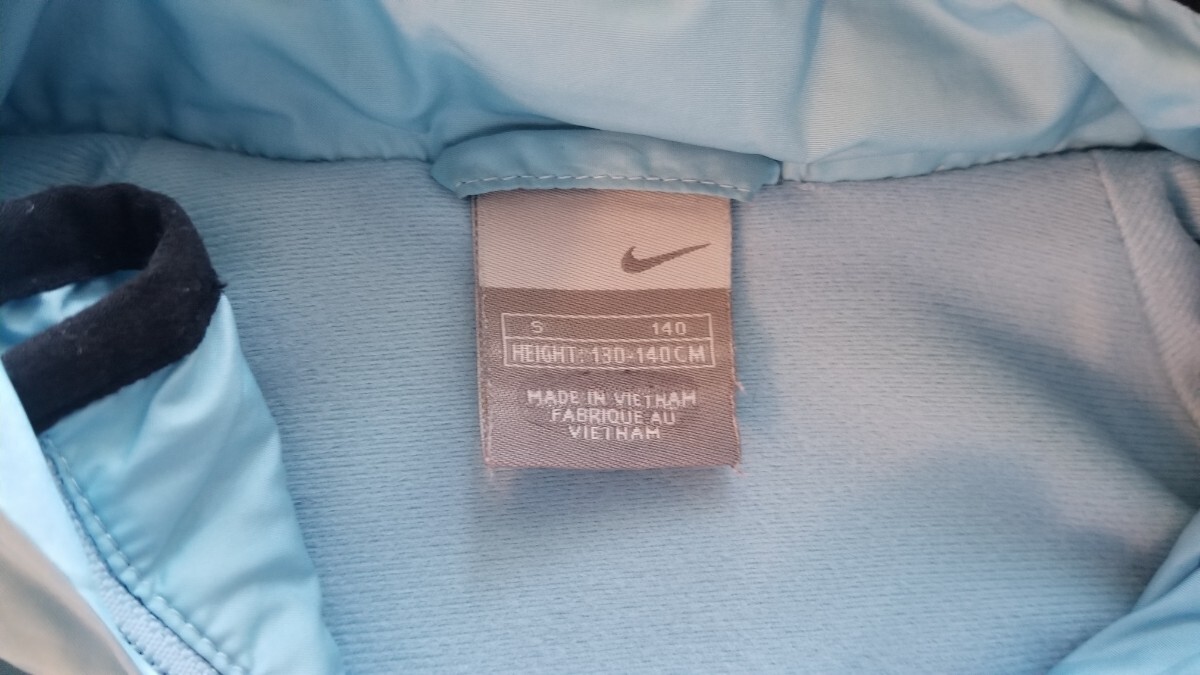 S 140
HEIGHT: 130-140CM
MADE IN VIETNAM
FABRIQUE AU
VIETNAM